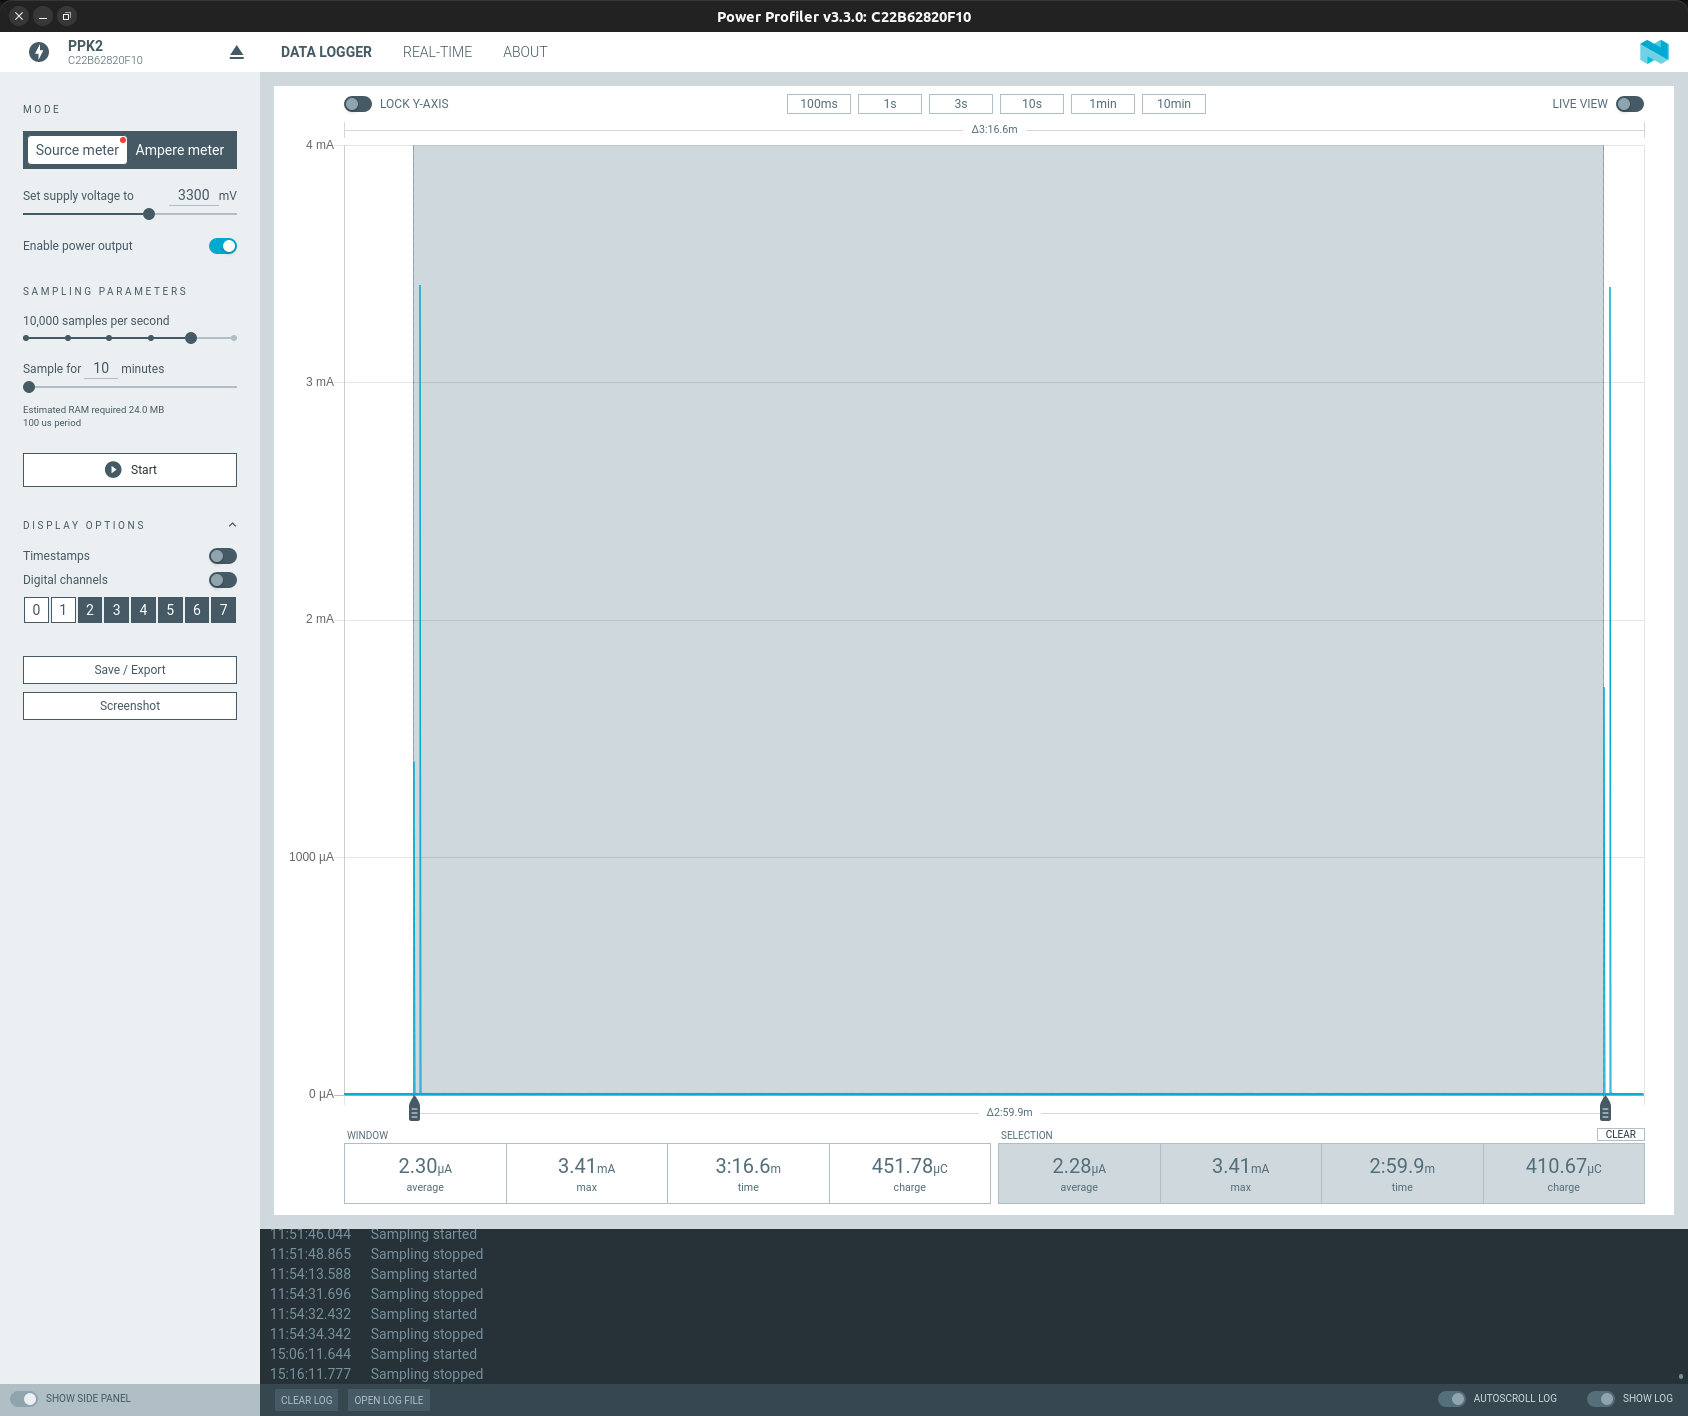 Power Profiler v3.3.0: C22B62820F10
PPK2
C22B62820F10
DATA LOGGER
REAL-TIME
ABOUT
MODE
Source meter
Ampere meter
Set supply voltage to 3300 mV
Enable power output
SAMPLING PARAMETERS
10,000 samples per second
Sample for 10 minutes
Estimated RAM required 24.0 MB
100 us period
Start
DISPLAY OPTIONS
Timestamps
Digital channels
0 1 2 3 4 5 6 7
Save / Export
Screenshot
SHOW SIDE PANEL
LOCK Y-AXIS
100ms
1s
3s
10s
1min
10min
LIVE VIEW
Δ3:16.6m
4 mA
3 mA
2 mA
1000 µA
0 µA
Δ2:59.9m
WINDOW
2.30µA
average
3.41mA
max
3:16.6m
time
451.78µC
charge
SELECTION
CLEAR
2.28µA
average
3.41mA
max
2:59.9m
time
410.67µC
charge
11:51:46.044 Sampling started
11:51:48.865 Sampling stopped
11:54:13.588 Sampling started
11:54:31.696 Sampling stopped
11:54:32.432 Sampling started
11:54:34.342 Sampling stopped
15:06:11.644 Sampling started
15:16:11.777 Sampling stopped
CLEAR LOG
OPEN LOG FILE
AUTOSCROLL LOG
SHOW LOG